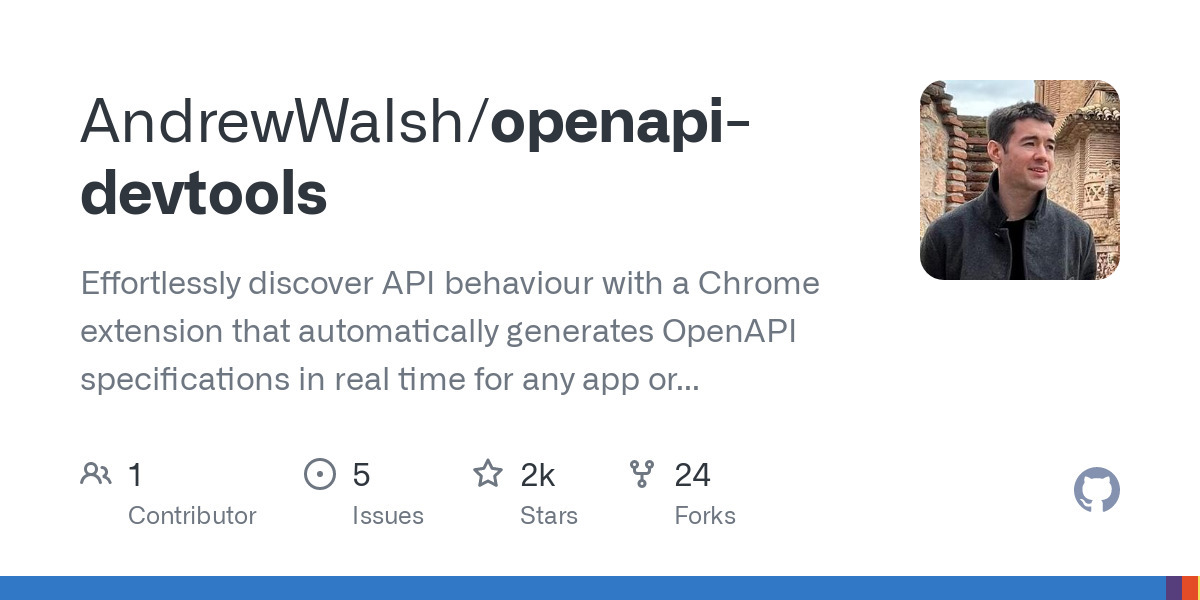 AndrewWalsh/openapi-
devtools
Effortlessly discover API behaviour with a Chrome
extension that automatically generates OpenAPI
specifications in real time for any app or...
1 5 2k 24
Contributor Issues Stars Forks